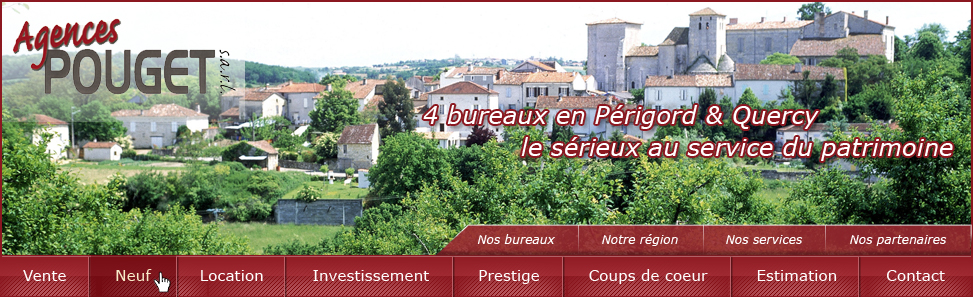 Agences
POUGET s.a.r.l.
4 bureaux en Périgord & Quercy
le sérieux au service du patrimoine
Nos bureaux Notre région Nos services Nos partenaires
Vente Neuf Location Investissement Prestige Coups de coeur Estimation Contact